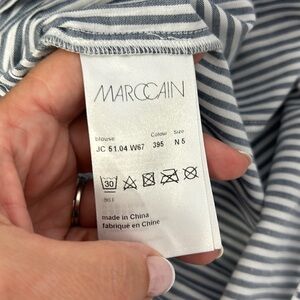 MARCCAIN
blouse Colour Size
JC 51.04 W67 395 N 5
30
made in China
fabriqué en Chine